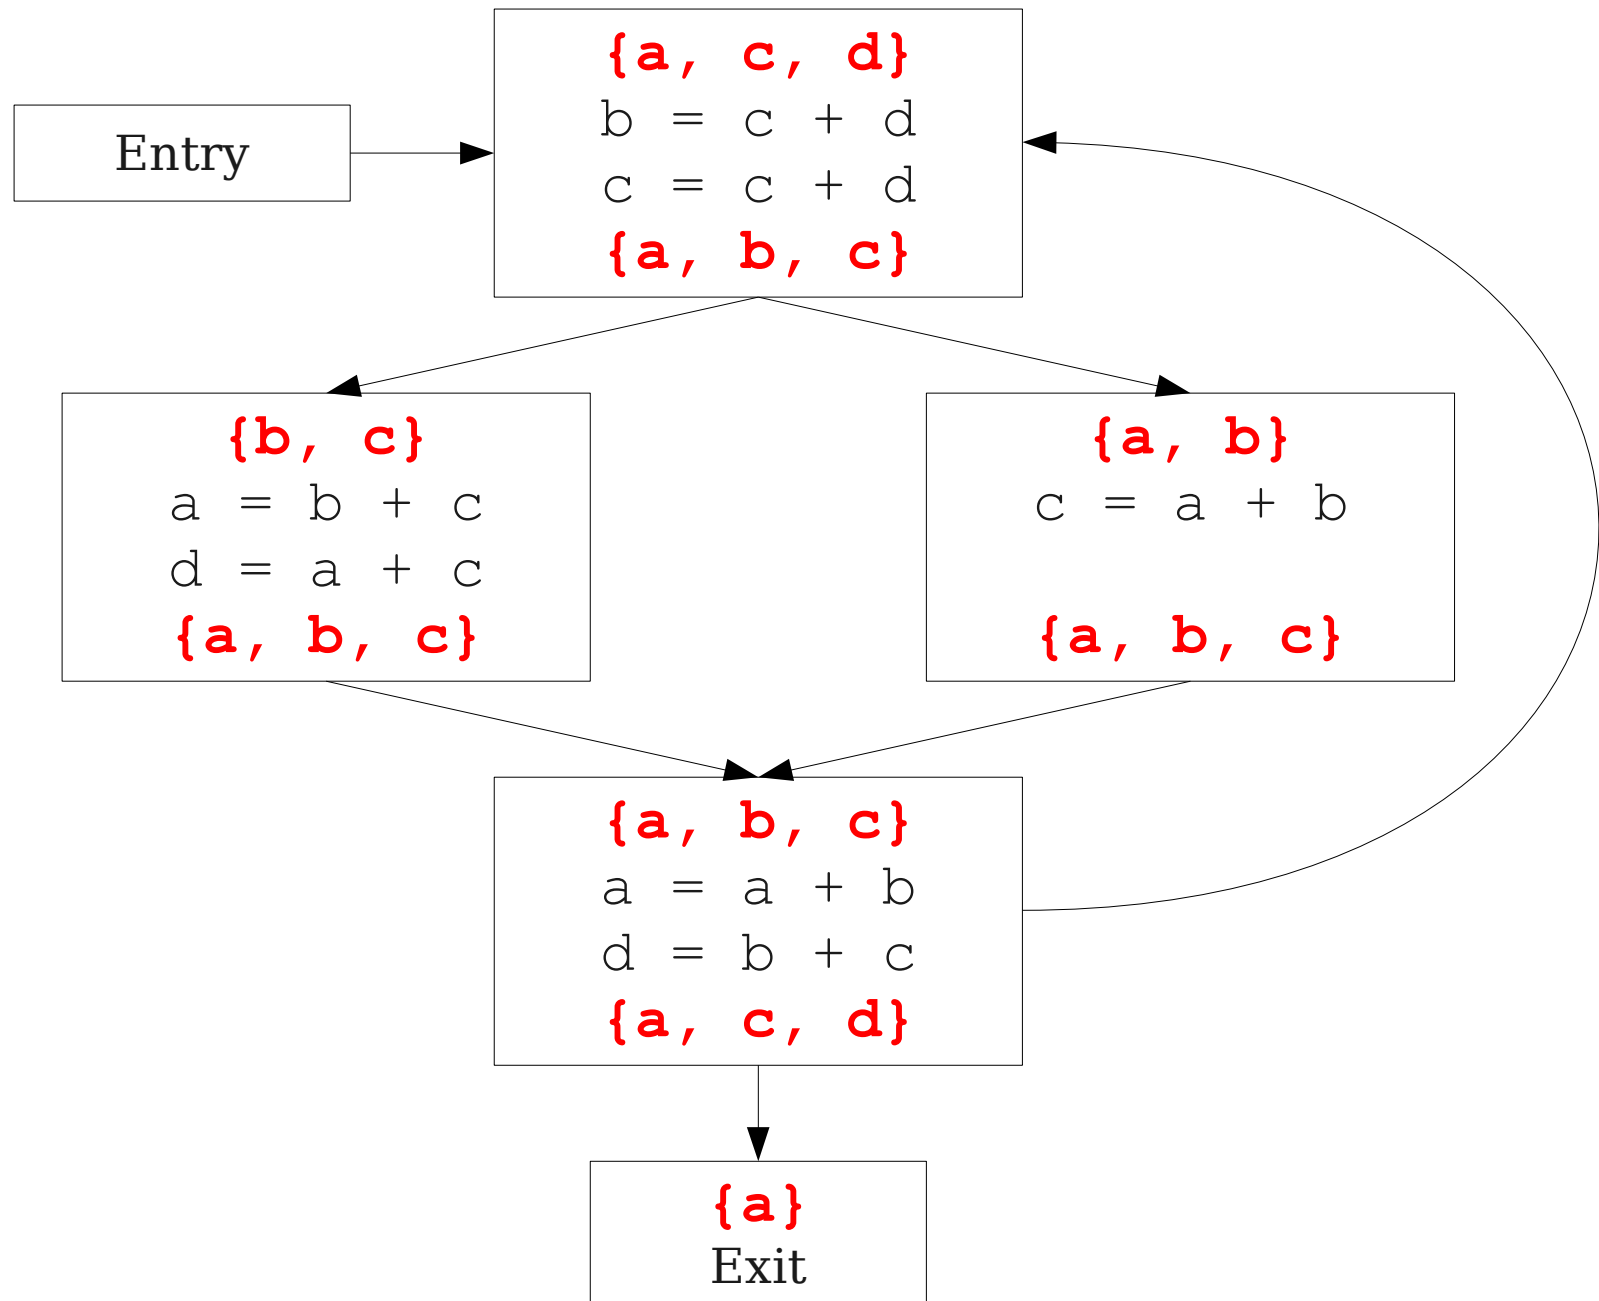 {a, c, d}
b = c + d
c = c + d
{a, b, c}
Entry
{b, c}
a = b + c
d = a + c
{a, b, c}
{a, b}
c = a + b
{a, b, c}
{a, b, c}
a = a + b
d = b + c
{a, c, d}
{a}
Exit